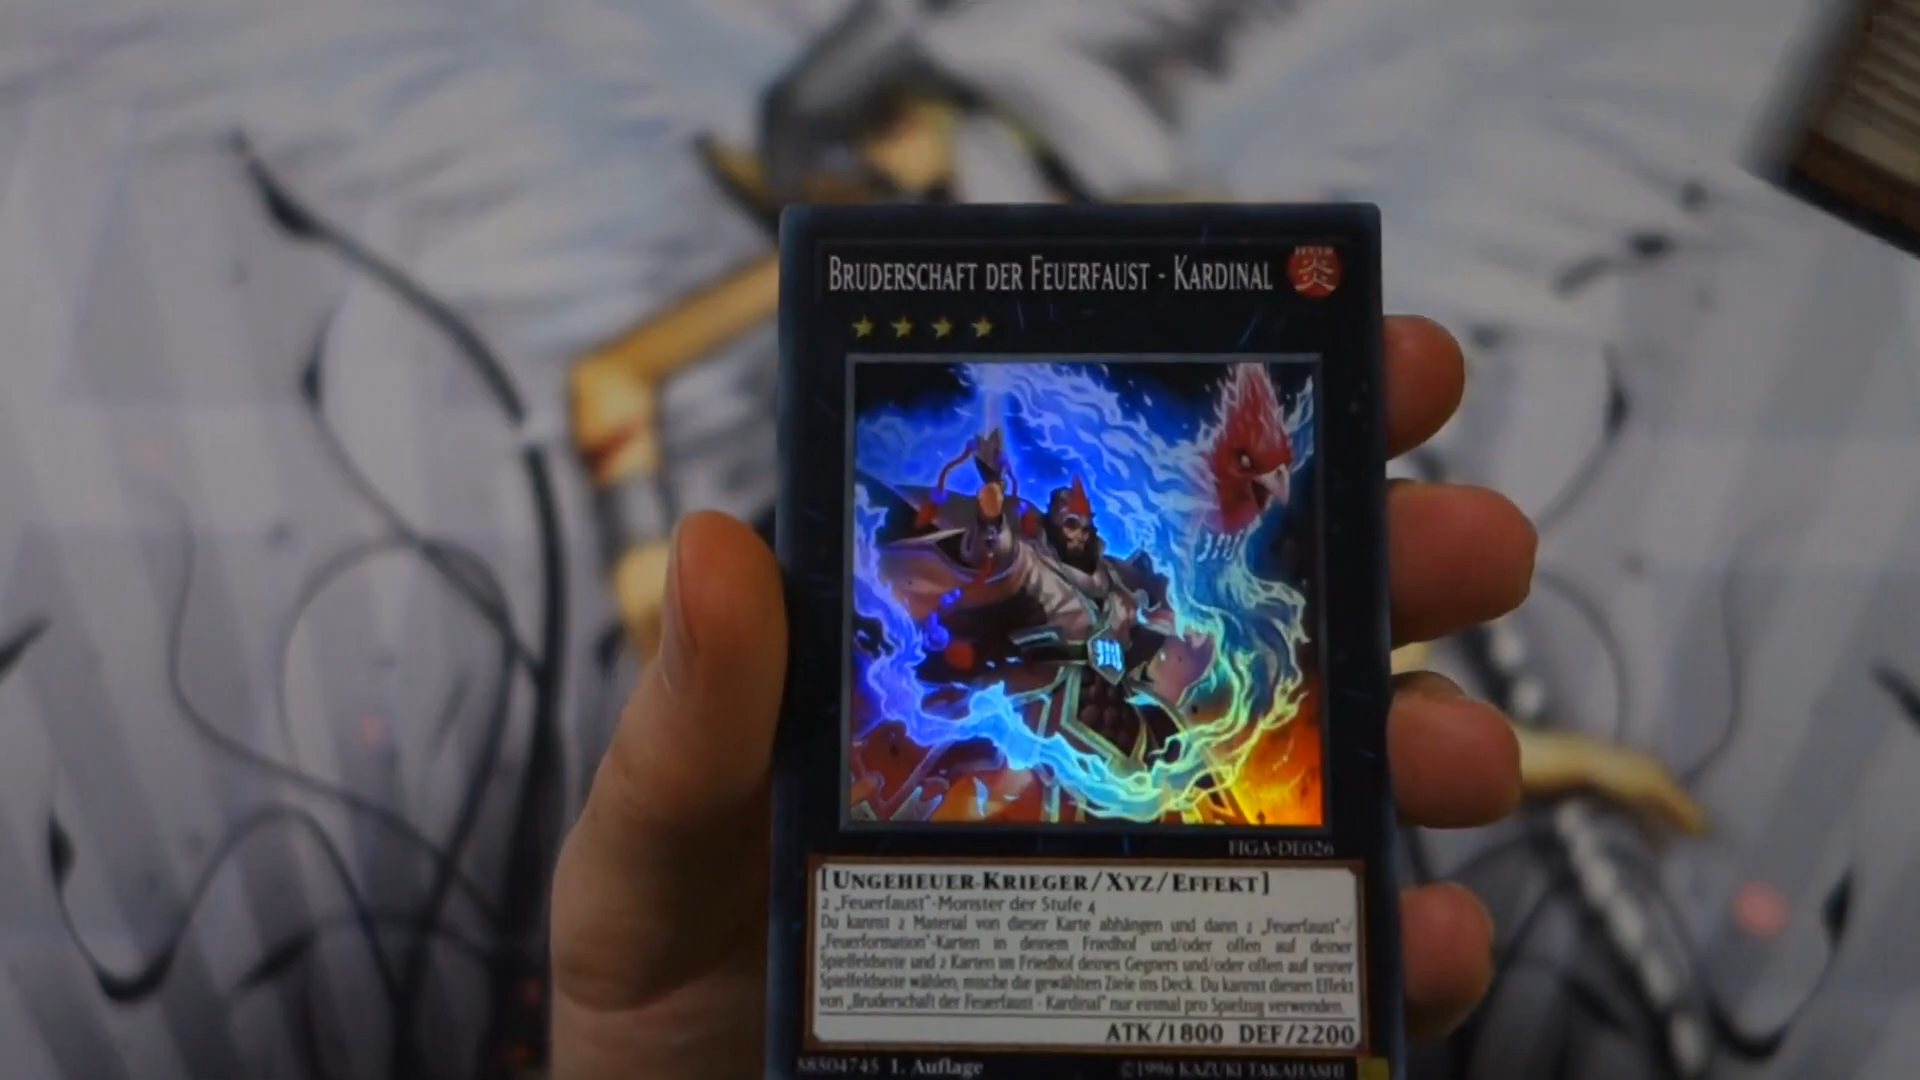 BRUDERSCHAFT DER FEUERFAUST - KARDINAL
FEUER
炎
FIGA-DE026
[UNGEHEUER-KRIEGER/XYZ/EFFEKT]
2 „Feuerfaust"-Monster der Stufe 4
Du kannst 2 Material von dieser Karte abhängen und dann 2 „Feuerfaust"-/
„Feuerformation"-Karten in deinem Friedhof und/oder offen auf deiner
Spielfeldseite und 2 Karten im Friedhof deines Gegners und/oder offen auf seiner
Spielfeldseite wählen, mische die gewählten Ziele ins Deck. Du kannst diesen Effekt
von „Bruderschaft der Feuerfaust - Kardinal" nur einmal pro Spielzug verwenden.
ATK/1800 DEF/2200
58504745 1. Auflage ©1996 KAZUKI TAKAHASHI